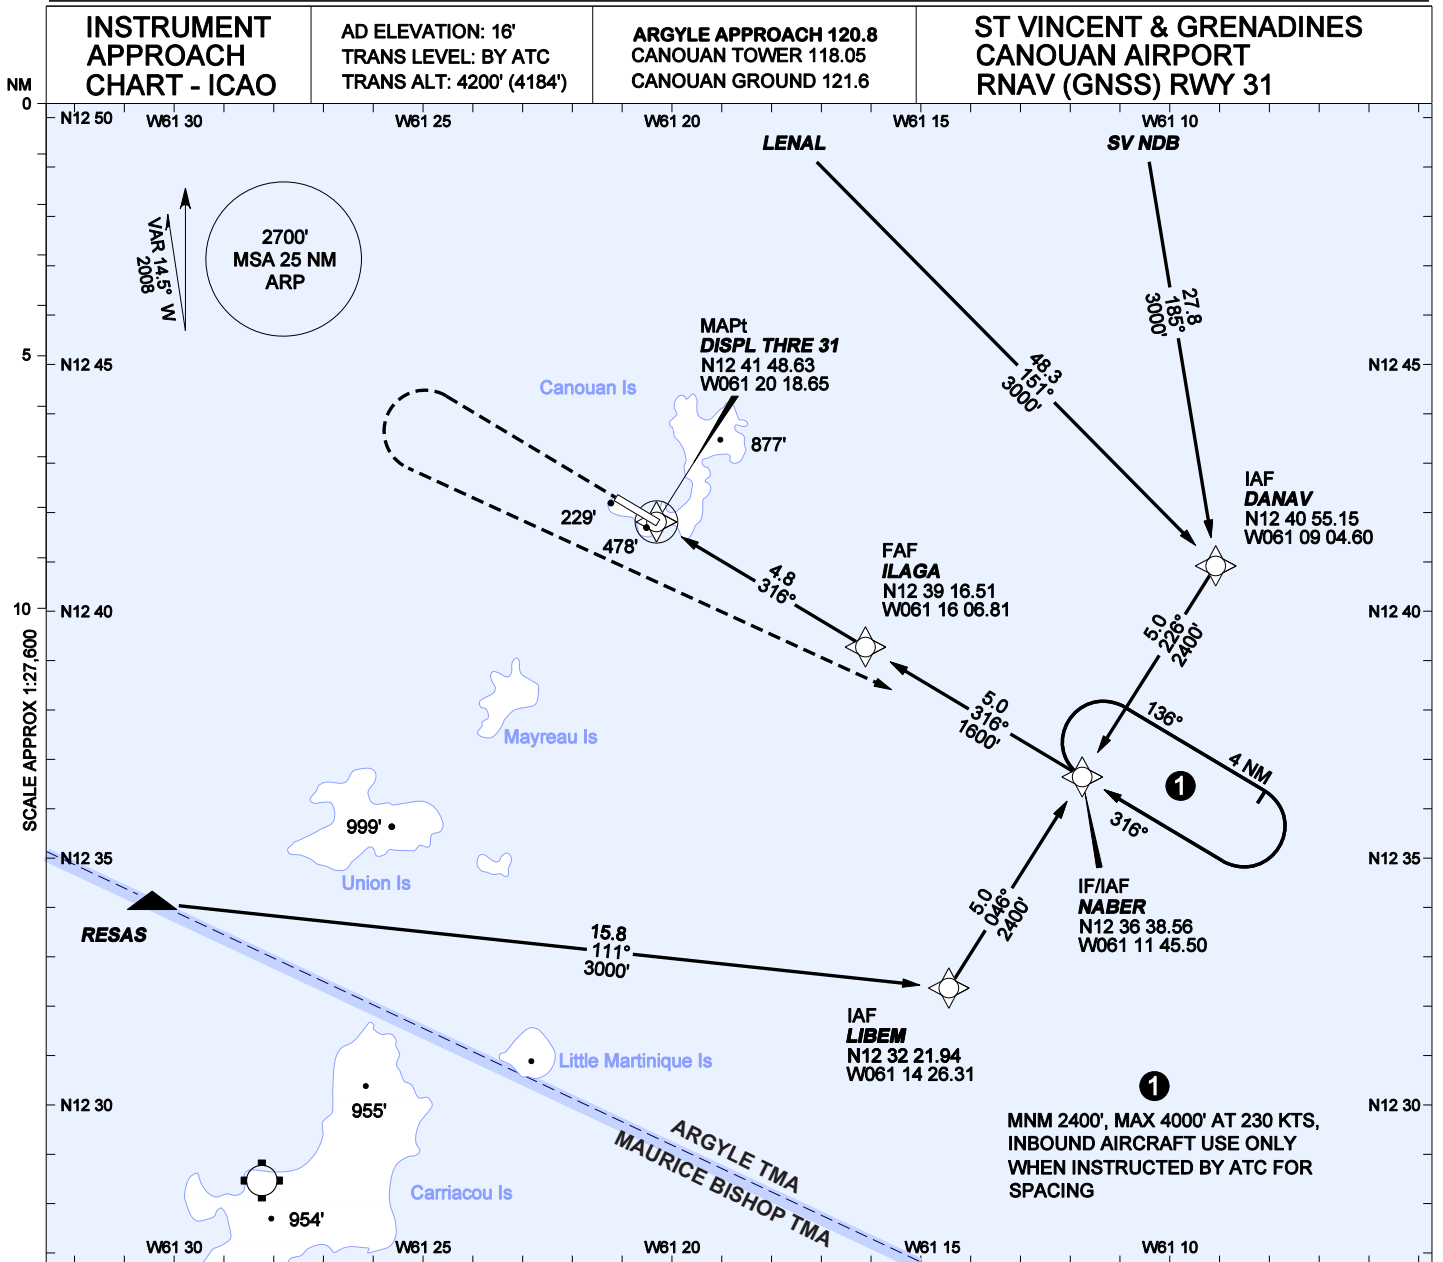 INSTRUMENT
APPROACH
CHART - ICAO
AD ELEVATION: 16'
TRANS LEVEL: BY ATC
TRANS ALT: 4200' (4184')
ARGYLE APPROACH 120.8
CANOUAN TOWER 118.05
CANOUAN GROUND 121.6
ST VINCENT & GRENADINES
CANOUAN AIRPORT
RNAV (GNSS) RWY 31
NM
0
5
10
SCALE APPROX 1:27,600
N12 50
W61 30
W61 25
W61 20
W61 15
W61 10
LENAL
SV NDB
VAR 14.5° W
2008
2700'
MSA 25 NM
ARP
27.8
185°
3000'
MAPt
DISPL THRE 31
N12 41 48.63
W061 20 18.65
N12 45
N12 45
48.3
151°
3000'
Canouan Is
877'
IAF
DANAV
N12 40 55.15
W061 09 04.60
229'
478'
FAF
ILAGA
N12 39 16.51
W061 16 06.81
4.8
316°
N12 40
N12 40
5.0
226°
2400'
5.0
316°
1600'
136°
4 NM
1
316°
Mayreau Is
999'
Union Is
N12 35
N12 35
IF/IAF
NABER
N12 36 38.56
W061 11 45.50
5.0
046°
2400'
RESAS
15.8
111°
3000'
IAF
LIBEM
N12 32 21.94
W061 14 26.31
Little Martinique Is
1
N12 30
N12 30
955'
MNM 2400', MAX 4000' AT 230 KTS,
INBOUND AIRCRAFT USE ONLY
WHEN INSTRUCTED BY ATC FOR
SPACING
ARGYLE TMA
MAURICE BISHOP TMA
Carriacou Is
954'
W61 30
W61 25
W61 20
W61 15
W61 10